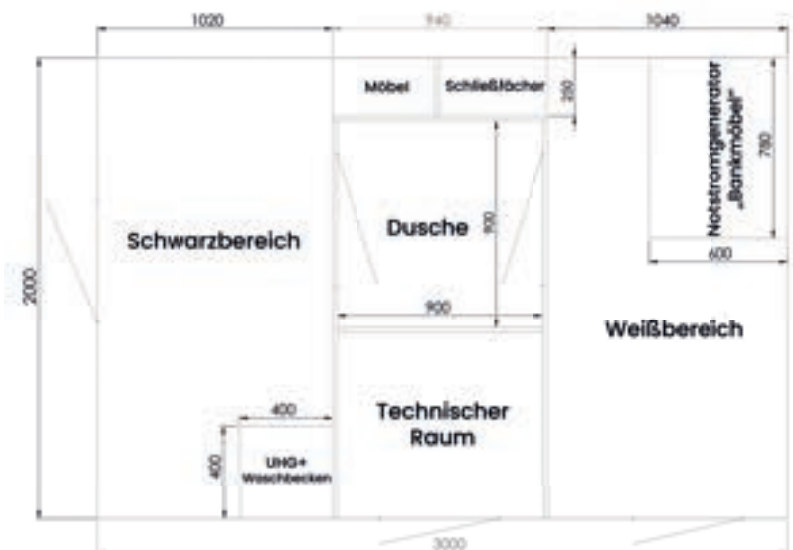 1020
940
1040
Möbel
Schließfächer
250
Notstromgenerator
„Bankmöbel“
780
Schwarzbereich
Dusche
900
600
2000
900
Weißbereich
400
Technischer
Raum
400
UHG+
Waschbecken
3000